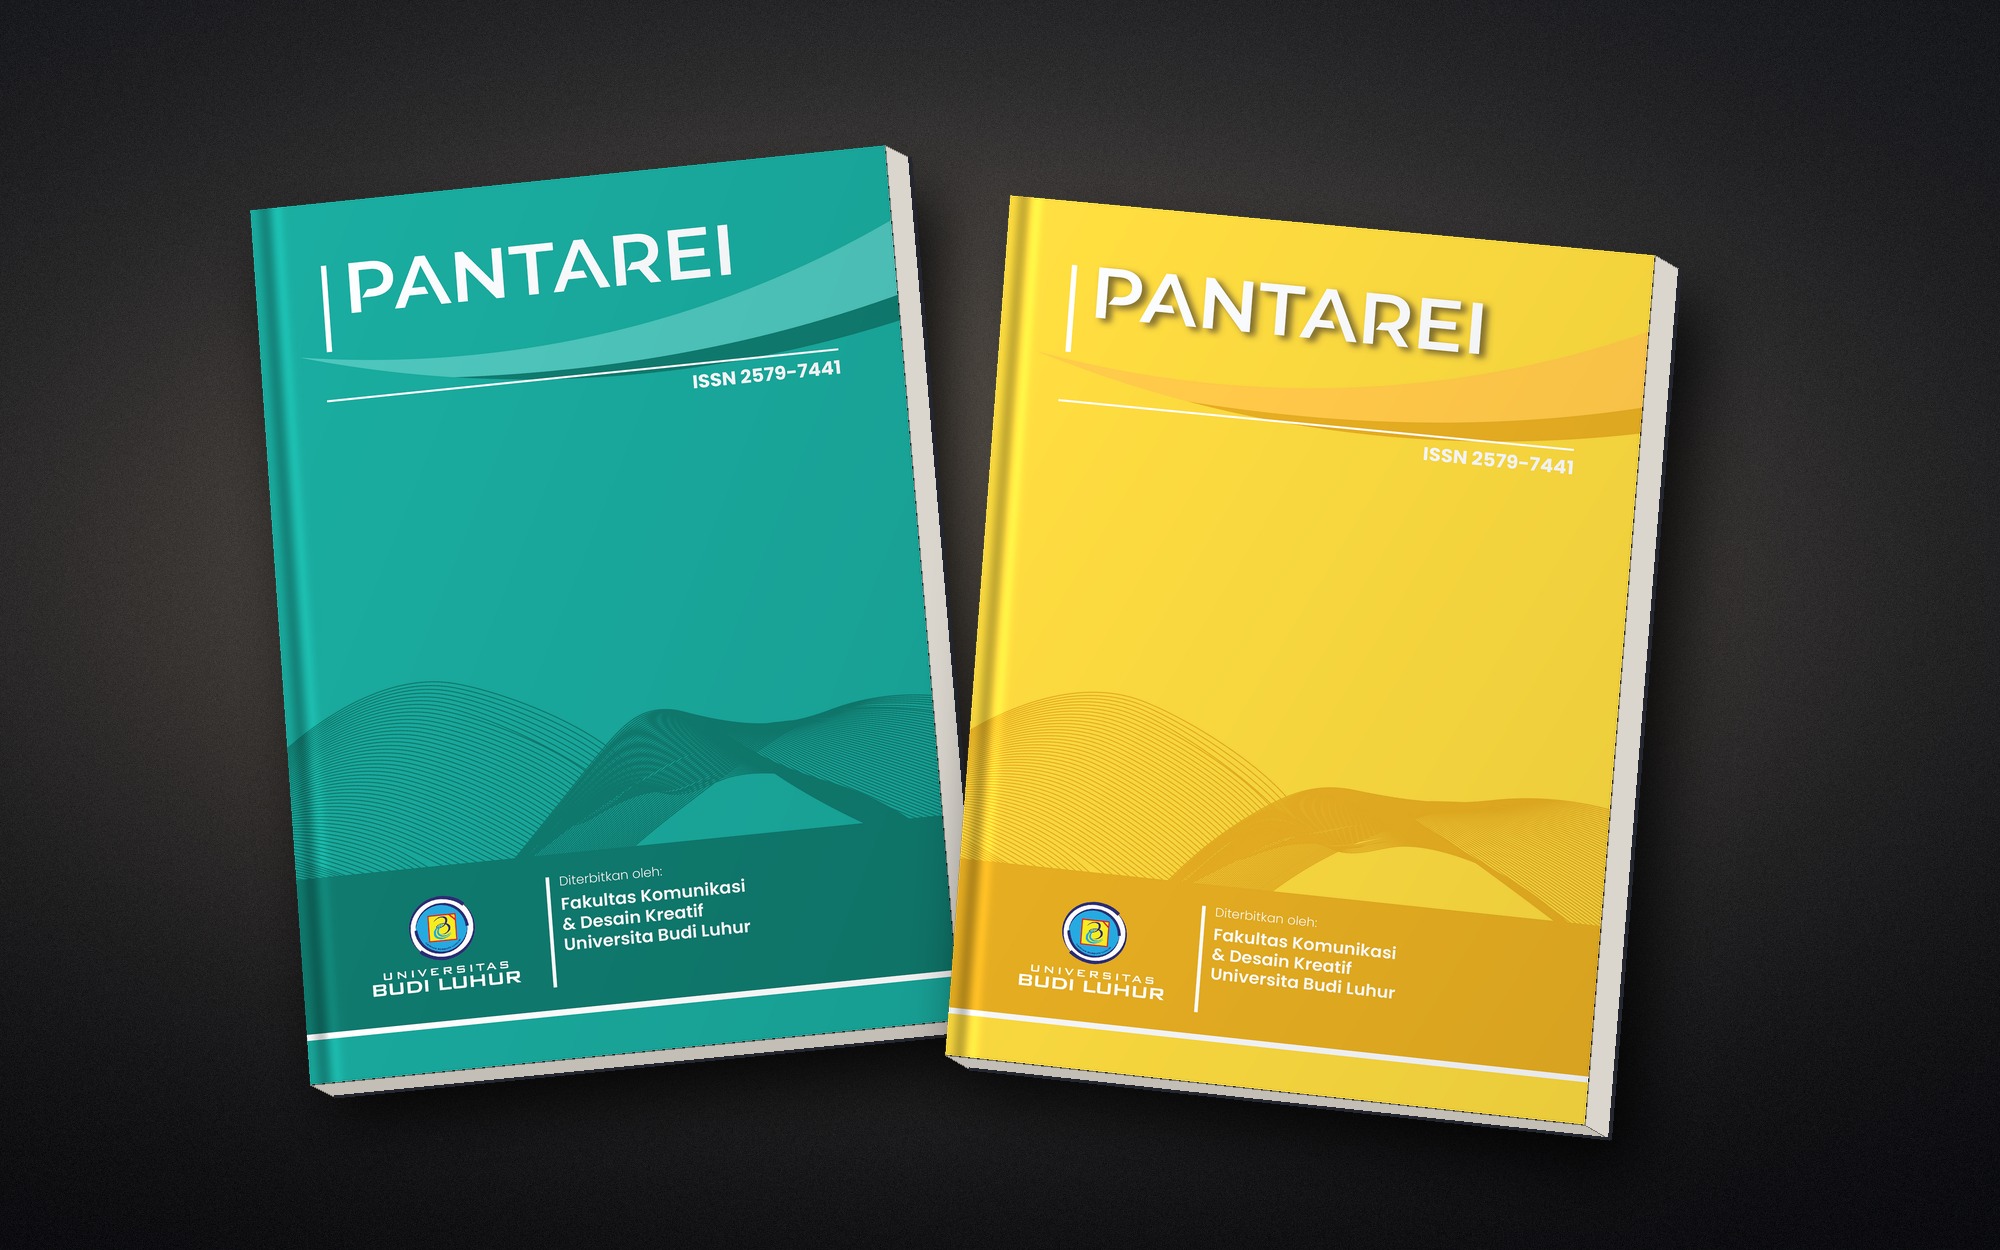 PANTAREI
ISSN 2579-7441
Diterbitkan oleh:
Fakultas Komunikasi
& Desain Kreatif
Universita Budi Luhur
UNIVERSITAS
BUDI LUHUR
PANTAREI
ISSN 2579-7441
Diterbitkan oleh:
Fakultas Komunikasi
& Desain Kreatif
Universita Budi Luhur
UNIVERSITAS
BUDI LUHUR